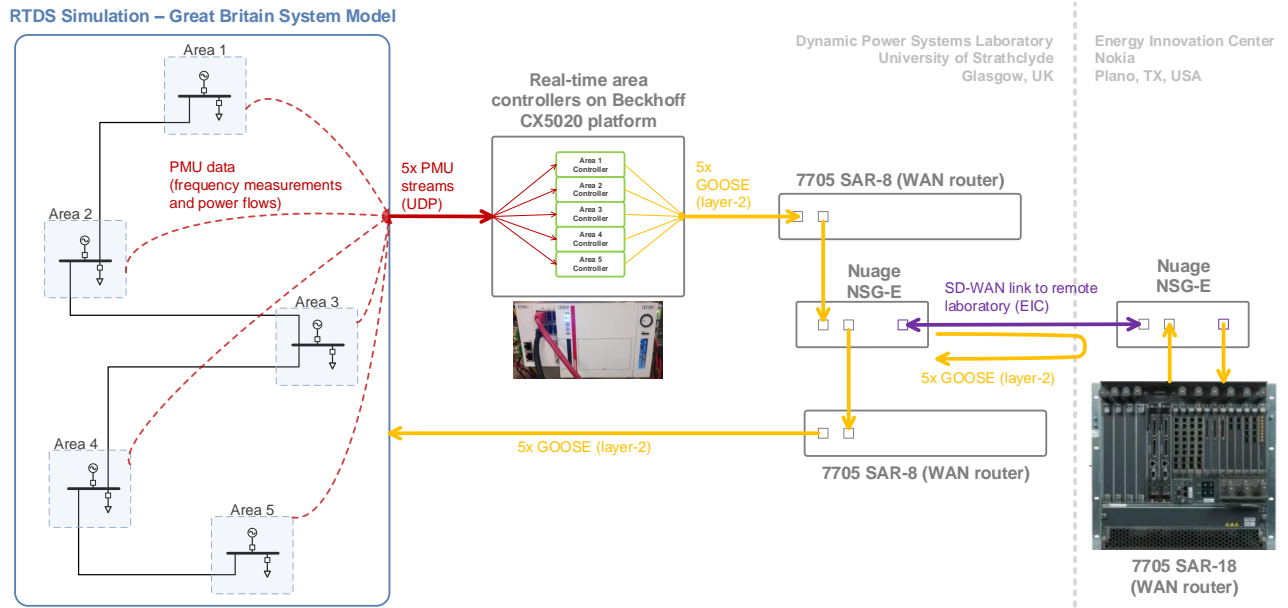 RTDS Simulation – Great Britain System Model
Area 1
Area 2
Area 3
Area 4
Area 5
PMU data
(frequency measurements
and power flows)
5x PMU
streams
(UDP)
Real-time area
controllers on Beckhoff
CX5020 platform
Area 1
Controller
Area 2
Controller
Area 3
Controller
Area 4
Controller
Area 5
Controller
5x
GOOSE
(layer-2)
Dynamic Power Systems Laboratory
University of Strathclyde
Glasgow, UK
Energy Innovation Center
Nokia
Plano, TX, USA
7705 SAR-8 (WAN router)
Nuage
NSG-E
SD-WAN link to remote
laboratory (EIC)
Nuage
NSG-E
5x GOOSE (layer-2)
5x GOOSE (layer-2)
7705 SAR-8 (WAN router)
7705 SAR-18
(WAN router)